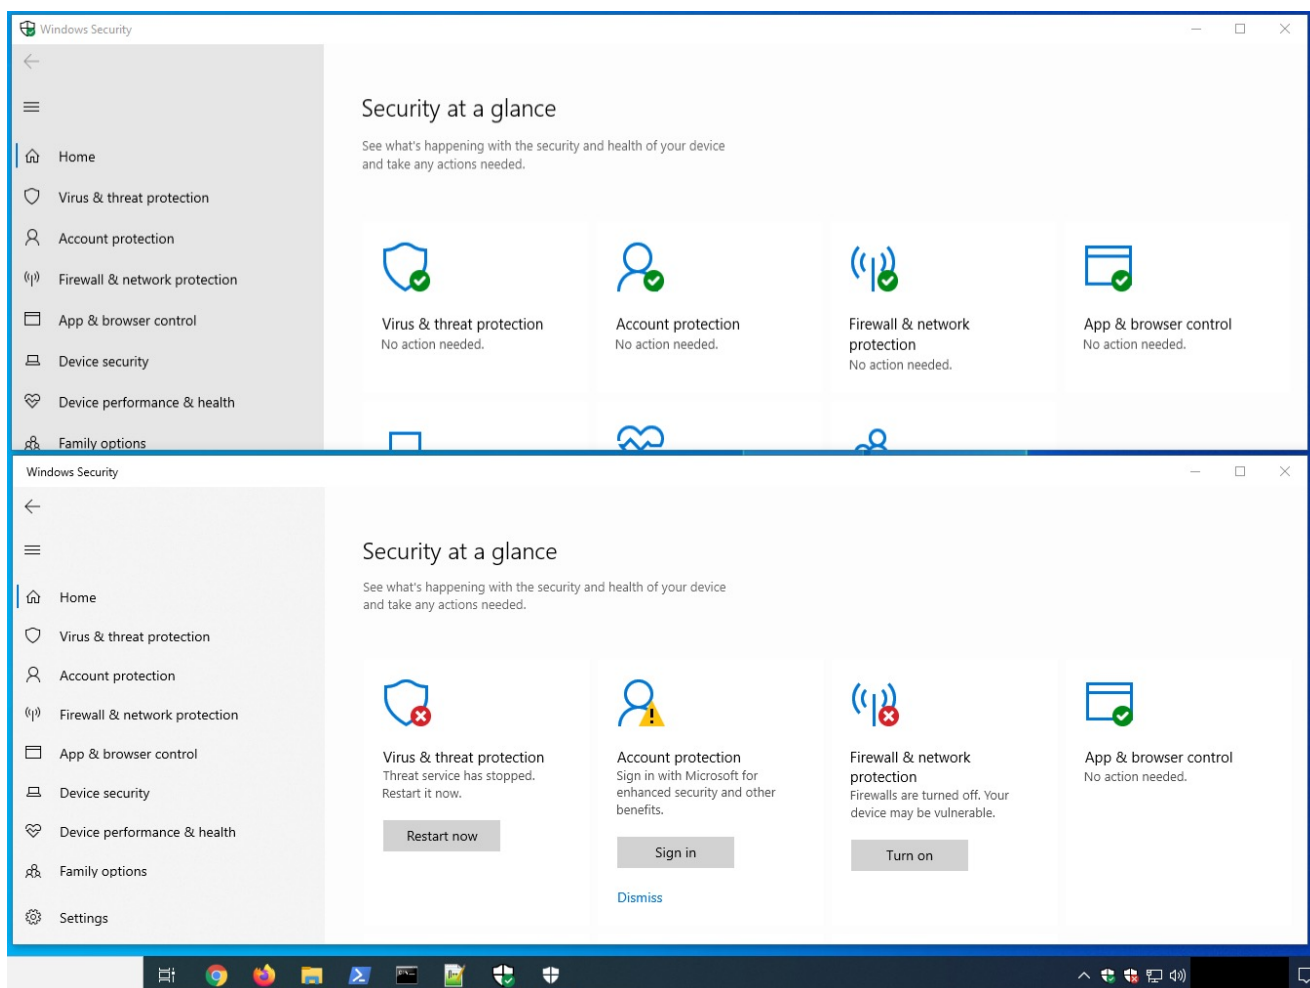 Windows Security
Security at a glance
See what's happening with the security and health of your device
and take any actions needed.
Home
Virus & threat protection
Account protection
Firewall & network protection
App & browser control
Device security
Device performance & health
Family options
Virus & threat protection
No action needed.
Account protection
No action needed.
Firewall & network
protection
No action needed.
App & browser control
No action needed.
Windows Security
Security at a glance
See what's happening with the security and health of your device
and take any actions needed.
Home
Virus & threat protection
Account protection
Firewall & network protection
App & browser control
Device security
Device performance & health
Family options
Settings
Virus & threat protection
Threat service has stopped.
Restart it now.
Restart now
Account protection
Sign in with Microsoft for
enhanced security and other
benefits.
Sign in
Dismiss
Firewall & network
protection
Firewalls are turned off. Your
device may be vulnerable.
Turn on
App & browser control
No action needed.